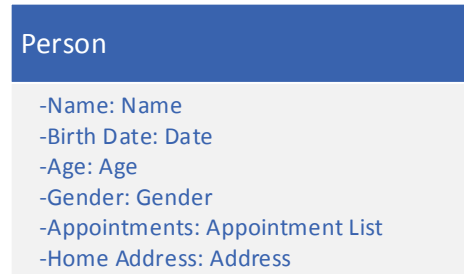 Person
-Name: Name
-Birth Date: Date
-Age: Age
-Gender: Gender
-Appointments: Appointment List
-Home Address: Address